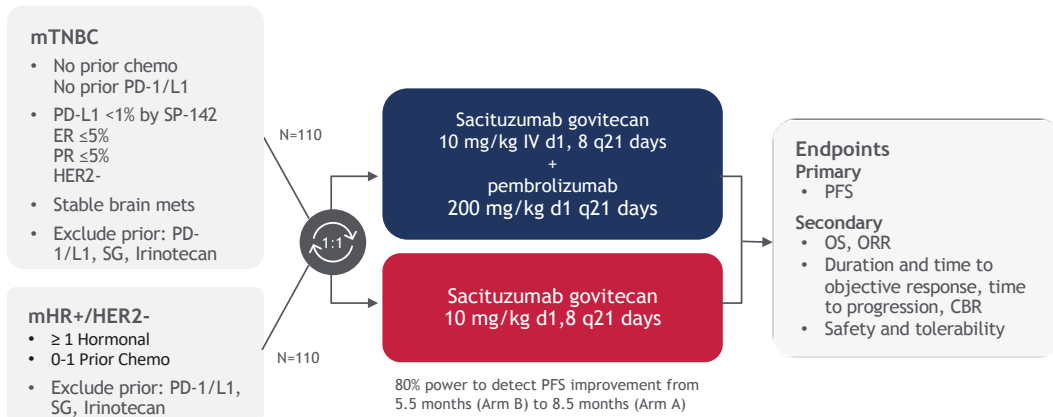 mTNBC
• No prior chemo
No prior PD-1/L1
• PD-L1 <1% by SP-142
ER ≤5%
PR ≤5%
HER2-
• Stable brain mets
• Exclude prior: PD-
1/L1, SG, Irinotecan
mHR+/HER2-
• ≥ 1 Hormonal
• 0-1 Prior Chemo
• Exclude prior: PD-1/L1,
SG, Irinotecan
N=110
N=110
1:1
Sacituzumab govitecan
10 mg/kg IV d1, 8 q21 days
+
pembrolizumab
200 mg/kg d1 q21 days
Sacituzumab govitecan
10 mg/kg d1,8 q21 days
80% power to detect PFS improvement from
5.5 months (Arm B) to 8.5 months (Arm A)
Endpoints
Primary
• PFS
Secondary
• OS, ORR
• Duration and time to
objective response, time
to progression, CBR
• Safety and tolerability